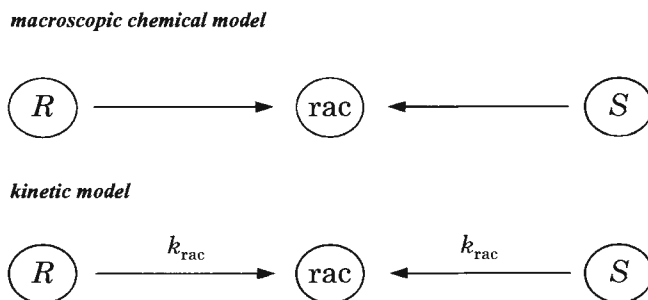 macroscopic chemical model
R rac S
kinetic model
k_rac k_rac
R rac S